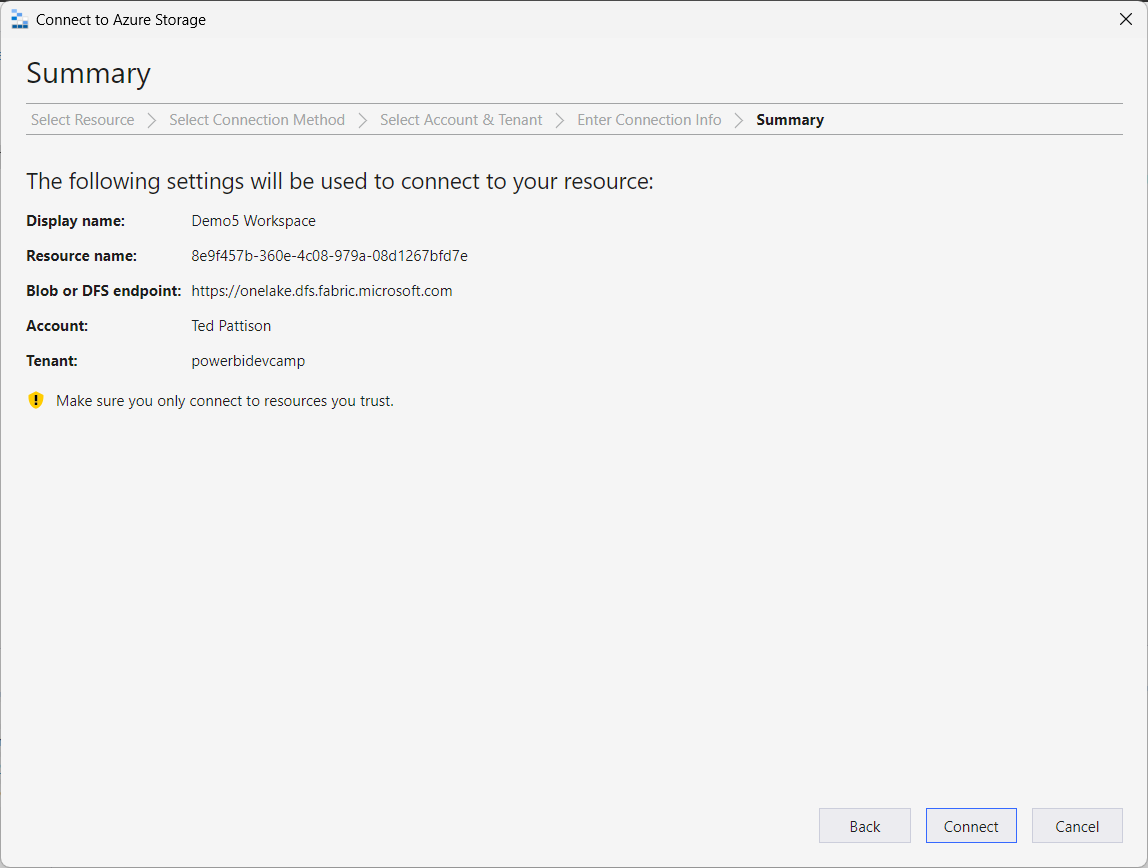 Connect to Azure Storage
Summary
Select Resource > Select Connection Method > Select Account & Tenant > Enter Connection Info > Summary
The following settings will be used to connect to your resource:
Display name: Demo5 Workspace
Resource name: 8e9f457b-360e-4c08-979a-08d1267bfd7e
Blob or DFS endpoint: https://onelake.dfs.fabric.microsoft.com
Account: Ted Pattison
Tenant: powerbidevcamp
Make sure you only connect to resources you trust.
Back Connect Cancel